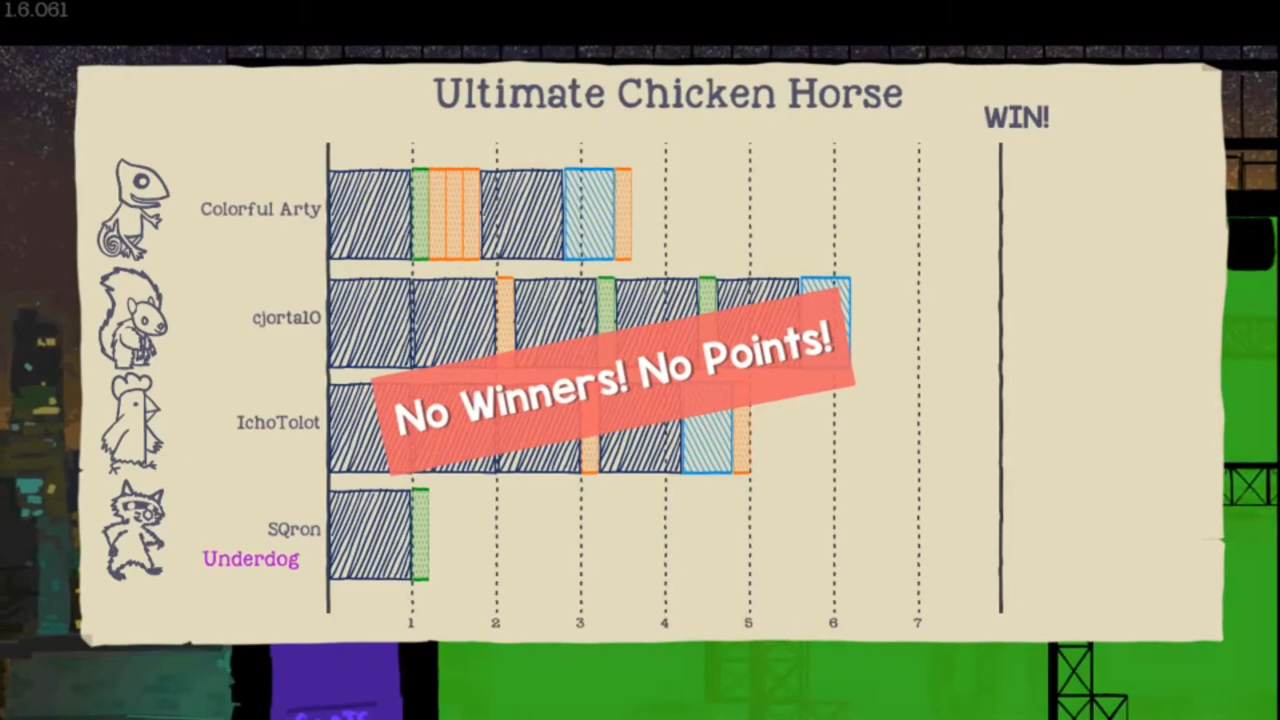 1.6.061
Ultimate Chicken Horse
WIN!
Colorful Arty
cjorta10
No Winners! No Points!
IchoTolot
SQron
Underdog
1 2 3 4 5 6 7